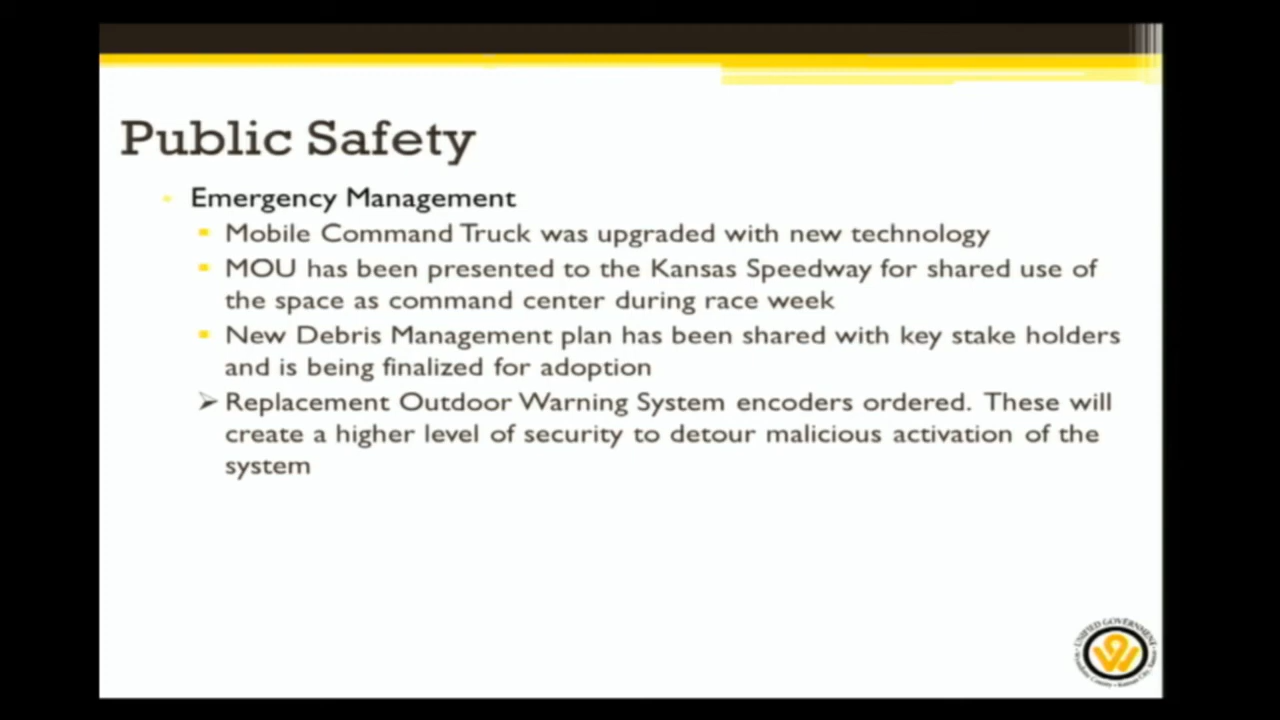 Public Safety
Emergency Management
Mobile Command Truck was upgraded with new technology
MOU has been presented to the Kansas Speedway for shared use of
the space as command center during race week
New Debris Management plan has been shared with key stake holders
and is being finalized for adoption
Replacement Outdoor Warning System encoders ordered. These will
create a higher level of security to detour malicious activation of the
system
UNIFIED GOVERNMENT